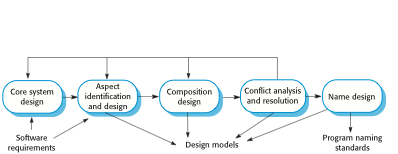 Core system
design
Aspect
identification
and design
Composition
design
Conflict analysis
and resolution
Name design
Software
requirements
Design models
Program naming
standards